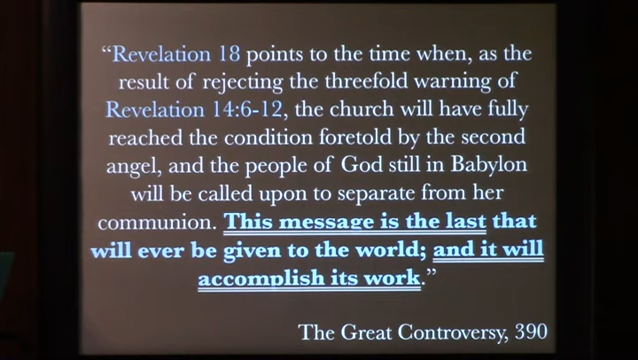 “Revelation 18 points to the time when, as the
result of rejecting the threefold warning of
Revelation 14:6-12, the church will have fully
reached the condition foretold by the second
angel, and the people of God still in Babylon
will be called upon to separate from her
communion. This message is the last that
will ever be given to the world; and it will
accomplish its work.”
The Great Controversy, 390